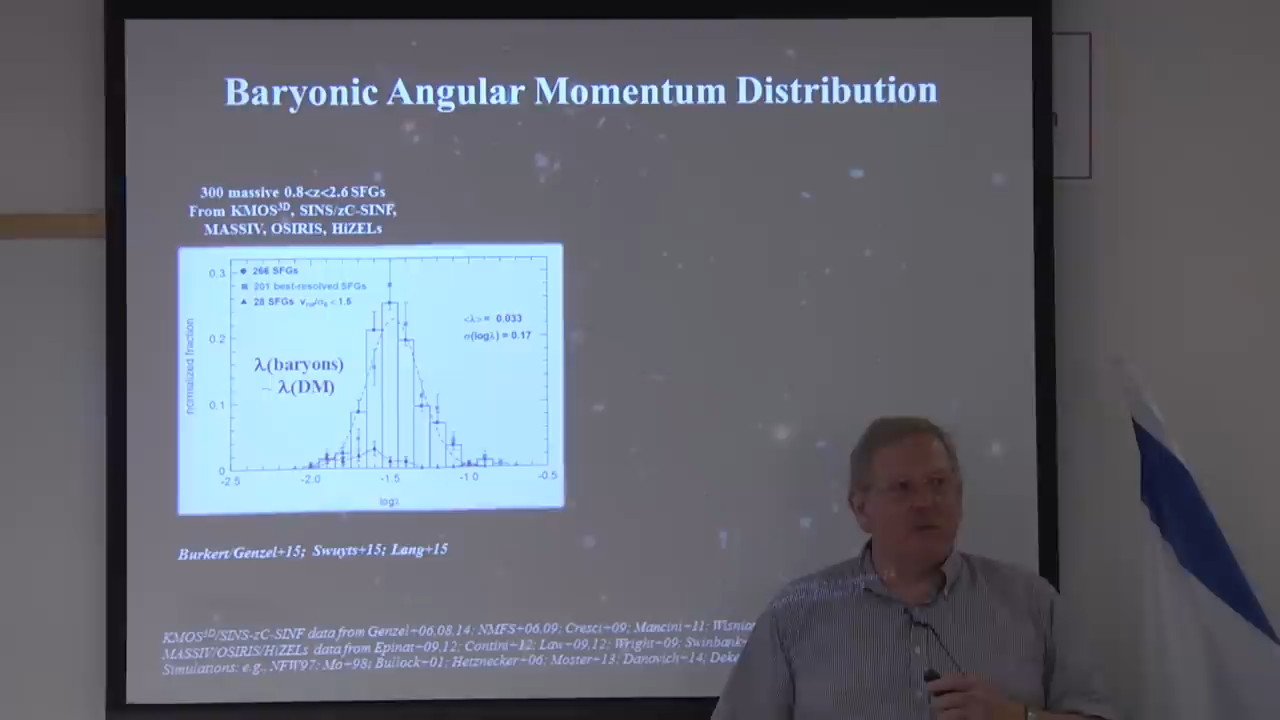 Baryonic Angular Momentum Distribution
300 massive 0.8<z<2.6 SFGs
From KMOS3D, SINS/zC-SINF,
MASSIV, OSIRIS, HiZELs
0.3
266 SFGs
201 best-resolved SFGs
28 SFGs vrot/σ0 < 1.5
<λ> = 0.033
σ(logλ) = 0.17
0.2
λ(baryons)
~ λ(DM)
normalized fraction
0.1
0
-2.5 -2.0 -1.5 -1.0 -0.5
logλ
Burkert/Genzel+15; Swuyts+15; Lang+15
KMOS3D/SINS-zC-SINF data from Genzel+06,08,14; NMFS+06,09; Cresci+09; Mancini+11;
MASSIV/OSIRIS/HiZELs data from Epinat+09,12; Contini+12; Law+09,12; Wright+09;
Simulations: e.g., NFW97; Mo+98; Bullock+01; Hetznecker+06; Moster+13; Danovich+14;